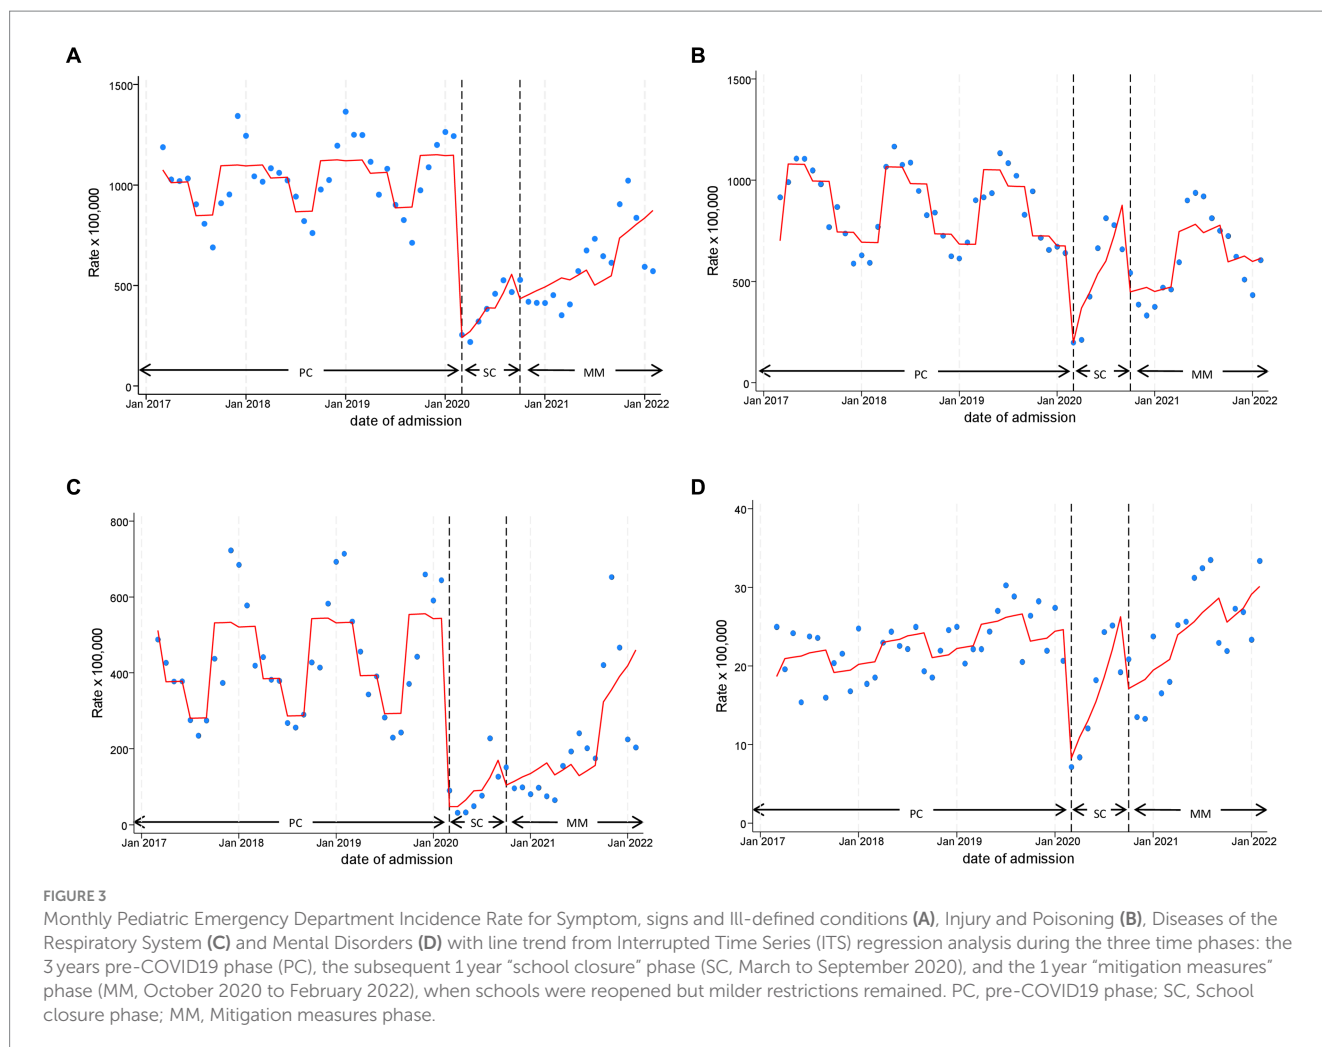 A
Rate x 100,000
1500
1000
500
0
PC
SC
MM
Jan 2017
Jan 2018
Jan 2019
Jan 2020
Jan 2021
Jan 2022
date of admission
B
Rate x 100,000
1500
1000
500
0
PC
SC
MM
Jan 2017
Jan 2018
Jan 2019
Jan 2020
Jan 2021
Jan 2022
date of admission
C
Rate x 100,000
800
600
400
200
0
PC
SC
MM
Jan 2017
Jan 2018
Jan 2019
Jan 2020
Jan 2021
Jan 2022
date of admission
D
Rate x 100,000
40
30
20
10
0
PC
SC
MM
Jan 2017
Jan 2018
Jan 2019
Jan 2020
Jan 2021
Jan 2022
date of admission
FIGURE 3
Monthly Pediatric Emergency Department Incidence Rate for Symptom, signs and Ill-defined conditions (A), Injury and Poisoning (B), Diseases of the
Respiratory System (C) and Mental Disorders (D) with line trend from Interrupted Time Series (ITS) regression analysis during the three time phases: the
3 years pre-COVID19 phase (PC), the subsequent 1 year “school closure” phase (SC, March to September 2020), and the 1 year “mitigation measures”
phase (MM, October 2020 to February 2022), when schools were reopened but milder restrictions remained. PC, pre-COVID19 phase; SC, School
closure phase; MM, Mitigation measures phase.